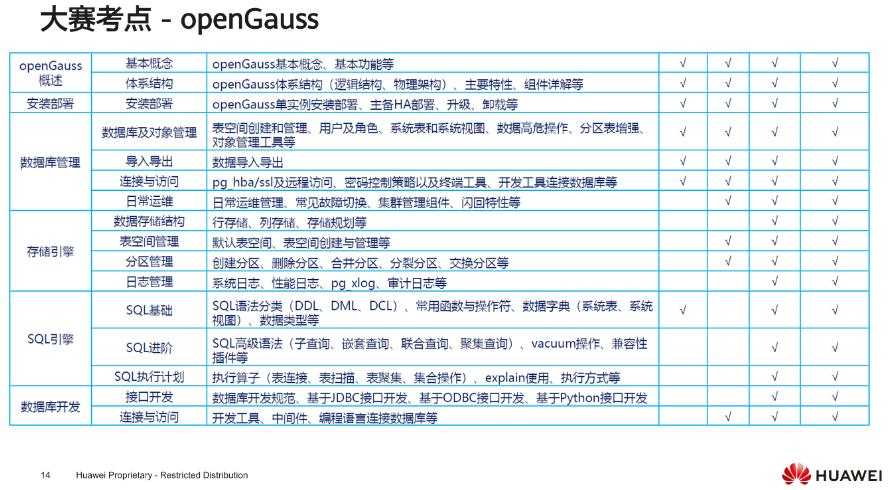 大赛考点 - openGauss
openGauss
概述
基本概念 openGauss基本概念、基本功能等 √ √ √ √
体系结构 openGauss体系结构（逻辑结构、物理架构）、主要特性、组件详解等 √ √ √ √
安装部署 安装部署 openGauss单实例安装部署、主备HA部署、升级、卸载等 √ √ √ √
数据库管理
数据库及对象管理 表空间创建和管理、用户及角色、系统表和系统视图、数据高危操作、分区表增强、
对象管理工具等 √ √ √ √
导入导出 数据导入导出 √ √ √ √
连接与访问 pg_hba/ssl及远程访问、密码控制策略以及终端工具、开发工具连接数据库等 √ √ √ √
日常运维 日常运维管理、常见故障切换、集群管理组件、闪回特性等 √ √ √
存储引擎
数据存储结构 行存储、列存储、存储规划等 √ √
表空间管理 默认表空间、表空间创建与管理等 √ √ √
分区管理 创建分区、删除分区、合并分区、分裂分区、交换分区等 √ √ √
日志管理 系统日志、性能日志、pg_xlog、审计日志等 √ √
SQL引擎
SQL基础 SQL语法分类（DDL、DML、DCL）、常用函数与操作符、数据字典（系统表、系统
视图）、数据类型等 √ √ √
SQL进阶 SQL高级语法（子查询、嵌套查询、联合查询、聚集查询）、vacuum操作、兼容性
插件等 √ √
SQL执行计划 执行算子（表连接、表扫描、表聚集、集合操作）、explain使用、执行方式等 √ √
数据库开发
接口开发 数据库开发规范、基于JDBC接口开发、基于ODBC接口开发、基于Python接口开发 √ √
连接与访问 开发工具、中间件、编程语言连接数据库等 √ √ √
14 Huawei Proprietary - Restricted Distribution
HUAWEI